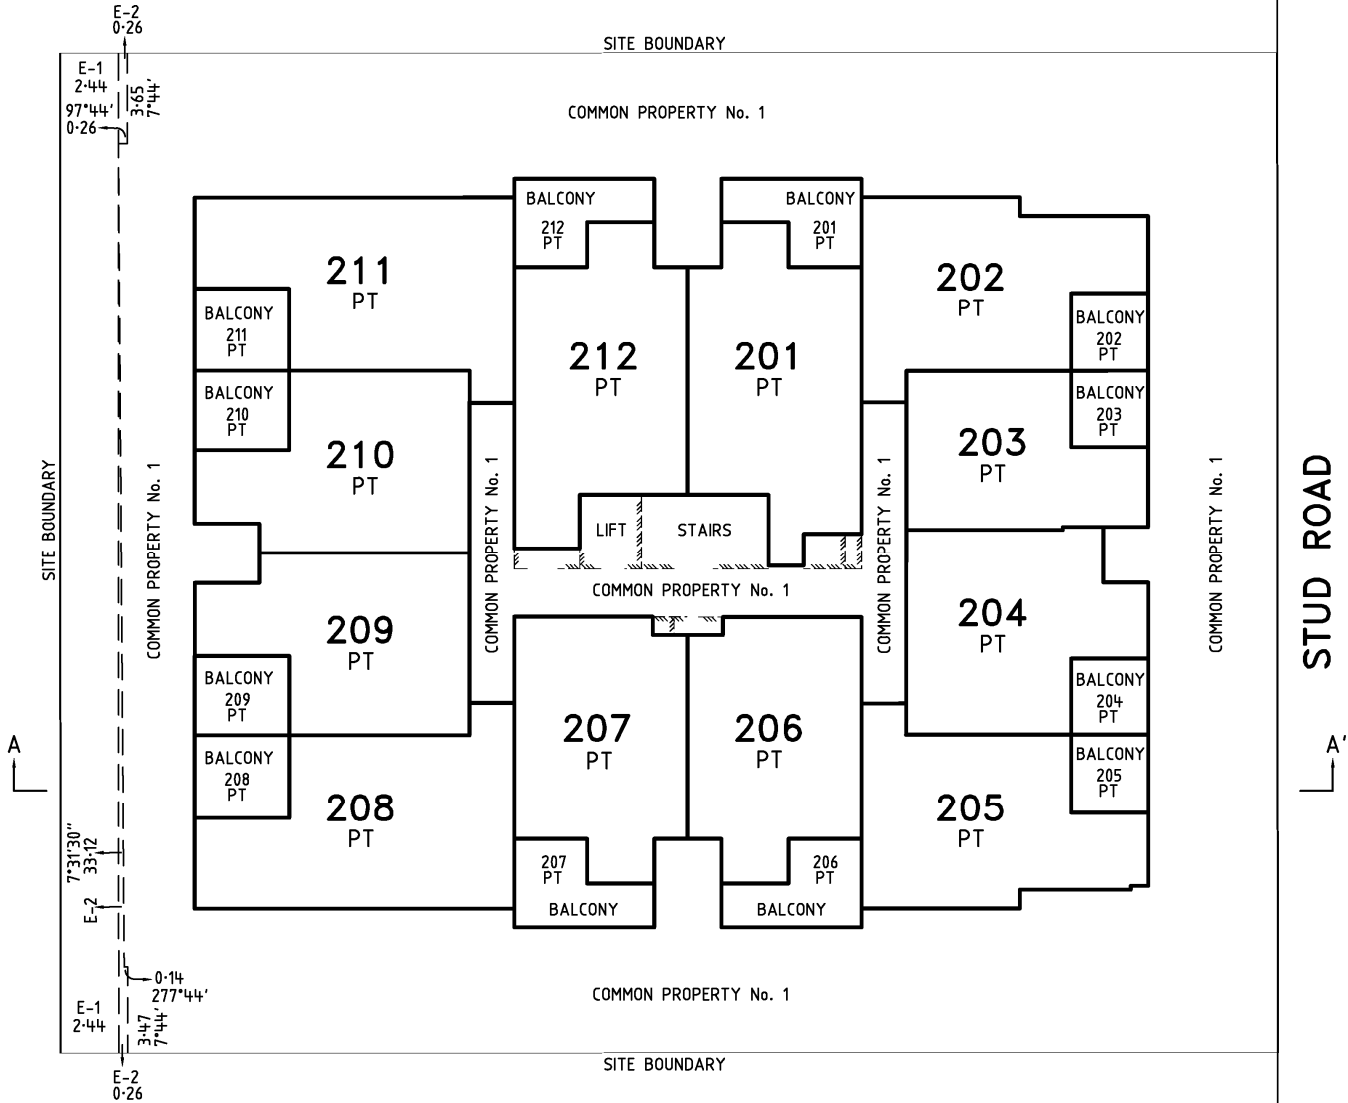 E-2
0·26
SITE BOUNDARY
E-1
2·44
97°44'
0·26
3·65
7°44'
COMMON PROPERTY No. 1
BALCONY
212
PT
BALCONY
201
PT
211
PT
202
PT
BALCONY
211
PT
BALCONY
202
PT
212
PT
201
PT
BALCONY
210
PT
BALCONY
203
PT
210
PT
203
PT
SITE BOUNDARY
COMMON PROPERTY No. 1
COMMON PROPERTY No. 1
LIFT
STAIRS
COMMON PROPERTY No. 1
COMMON PROPERTY No. 1
COMMON PROPERTY No. 1
STUD ROAD
209
PT
204
PT
BALCONY
209
PT
BALCONY
204
PT
207
PT
206
PT
A
A'
BALCONY
208
PT
BALCONY
205
PT
208
PT
205
PT
7°31'30"
33·12
E-2
207
PT
BALCONY
206
PT
BALCONY
0·14
277°44'
COMMON PROPERTY No. 1
E-1
2·44
3·47
7°44'
SITE BOUNDARY
E-2
0·26